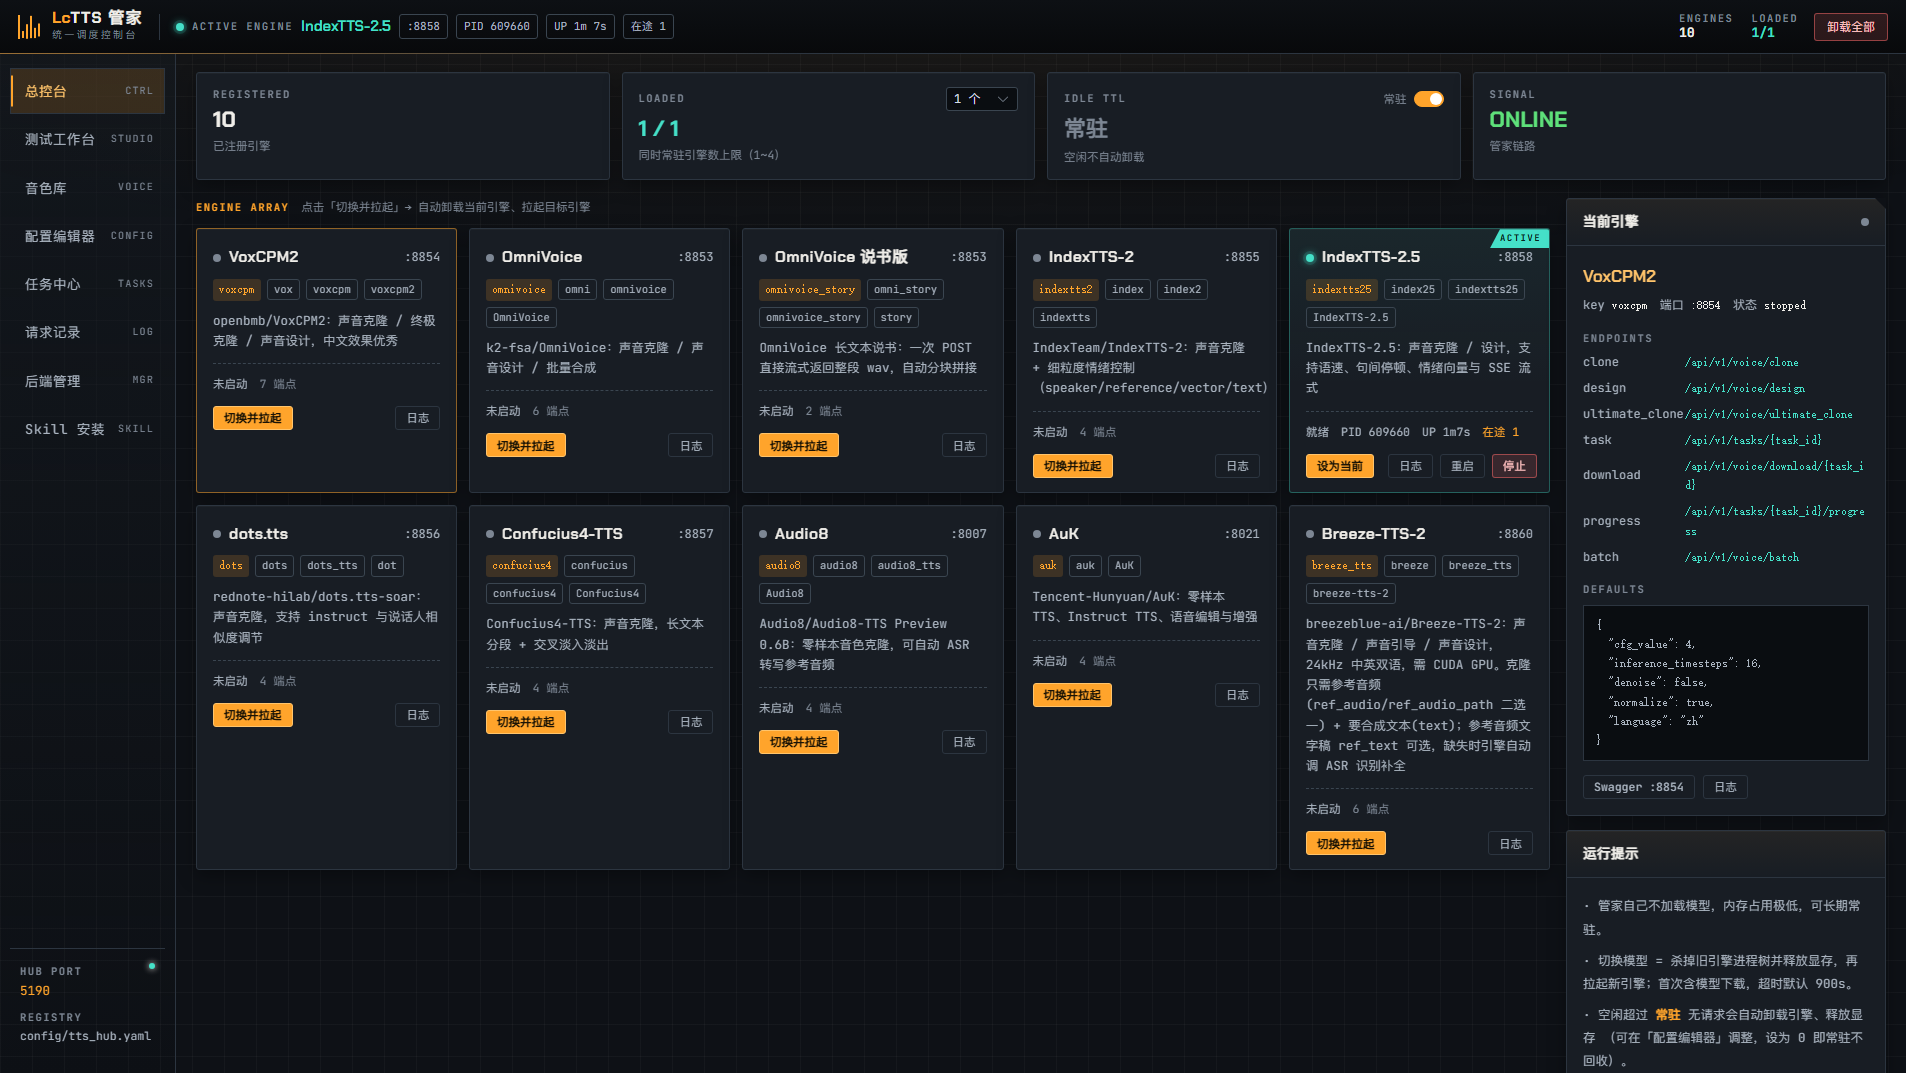 LcTTS 管家
统一调度控制台
ACTIVE ENGINE IndexTTS-2.5 :8858 PID 609660 UP 1m 7s 在途 1
ENGINES
10
LOADED
1/1
卸载全部
总控台 CTRL
测试工作台 STUDIO
音色库 VOICE
配置编辑器 CONFIG
任务中心 TASKS
请求记录 LOG
后端管理 MGR
Skill 安装 SKILL
HUB PORT
5190
REGISTRY
config/tts_hub.yaml
REGISTERED
10
已注册引擎
LOADED
1 个
1 / 1
同时常驻引擎数上限 (1~4)
IDLE TTL
常驻
常驻
空闲不自动卸载
SIGNAL
ONLINE
管家链路
ENGINE ARRAY 点击「切换并拉起」→ 自动卸载当前引擎、拉起目标引擎
VoxCPM2 :8854
voxcpm vox voxcpm voxcpm2
openbmb/VoxCPM2: 声音克隆 / 终极
克隆 / 声音设计, 中文效果优秀
未启动 7 端点
切换并拉起 日志
OmniVoice :8853
omnivoice omni omnivoice
OmniVoice
k2-fsa/OmniVoice: 声音克隆 / 声
音设计 / 批量合成
未启动 6 端点
切换并拉起 日志
OmniVoice 说书版 :8853
omnivoice_story omni_story
omnivoice_story story
OmniVoice 长文本说书: 一次 POST
直接流式返回整段 wav, 自动分块拼接
未启动 2 端点
切换并拉起 日志
IndexTTS-2 :8855
indextts2 index index2
indextts
IndexTeam/IndexTTS-2: 声音克隆
+ 细粒度情绪控制
（speaker/reference/vector/text）
未启动 4 端点
切换并拉起 日志
ACTIVE
IndexTTS-2.5 :8858
indextts25 index25 indextts25
IndexTTS-2.5
IndexTTS-2.5: 声音克隆 / 设计, 支
持语速、句间停顿、情绪向量与 SSE 流
式
就绪 PID 609660 UP 1m7s 在途 1
设为当前 日志 重启 停止
dots.tts :8856
dots dots dots_tts dot
rednote-hilab/dots.tts-soar:
声音克隆, 支持 instruct 与说话人相
似度调节
未启动 4 端点
切换并拉起 日志
Confucius4-TTS :8857
confucius4 confucius
confucius4 Confucius4
Confucius4-TTS: 声音克隆, 长文本
分段 + 交叉淡入淡出
未启动 4 端点
切换并拉起 日志
Audio8 :8007
audio8 audio8 audio8_tts
Audio8
Audio8/Audio8-TTS Preview
0.6B: 零样本音色克隆, 可自动 ASR
转写参考音频
未启动 4 端点
切换并拉起 日志
AuK :8021
auk auk AuK
Tencent-Hunyuan/AuK: 零样本
TTS、Instruct TTS、语音编辑与增强
未启动 4 端点
切换并拉起 日志
Breeze-TTS-2 :8860
breeze_tts breeze breeze_tts
breeze-tts-2
breezeblue-ai/Breeze-TTS-2: 声
音克隆 / 声音引导 / 声音设计,
24kHz 中英双语, 需 CUDA GPU。克隆
只需参考音频
(ref_audio/ref_audio_path 二选
一) + 要合成文本(text); 参考音频文
字稿 ref_text 可选, 缺失时引擎自动
调 ASR 识别补全
未启动 6 端点
切换并拉起 日志
当前引擎
VoxCPM2
key voxcpm 端口 :8854 状态 stopped
ENDPOINTS
clone /api/v1/voice/clone
design /api/v1/voice/design
ultimate_clone /api/v1/voice/ultimate_clone
task /api/v1/tasks/{task_id}
download /api/v1/voice/download/{task_i
d}
progress /api/v1/tasks/{task_id}/progre
ss
batch /api/v1/voice/batch
DEFAULTS
{
"cfg_value": 4,
"inference_timesteps": 16,
"denoise": false,
"normalize": true,
"language": "zh"
}
Swagger :8854 日志
运行提示
· 管家自己不加载模型, 内存占用极低, 可长期常
驻。
· 切换模型 = 杀掉旧引擎进程树并释放显存, 再
拉起新引擎; 首次含模型下载, 超时默认 900s。
· 空闲超过 常驻 无请求会自动卸载引擎、释放显
存 （可在「配置编辑器」调整, 设为 0 即常驻不
回收）。